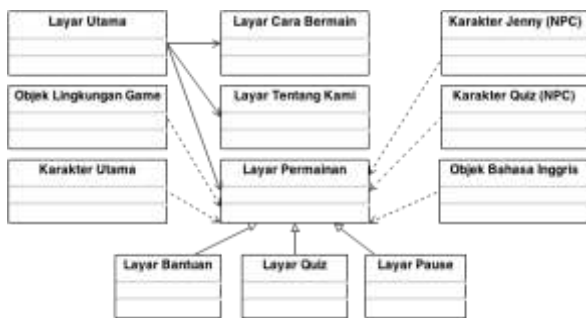 Layar Utama
Layar Cara Bermain
Karakter Jenny (NPC)
Objek Lingkungan Game
Layar Tentang Kami
Karakter Quiz (NPC)
Karakter Utama
Layar Permainan
Objek Bahasa Inggris
Layar Bantuan
Layar Quiz
Layar Pause